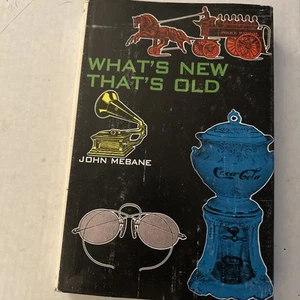 WHAT'S NEW
THAT'S OLD
JOHN MEBANE
Coca-Cola